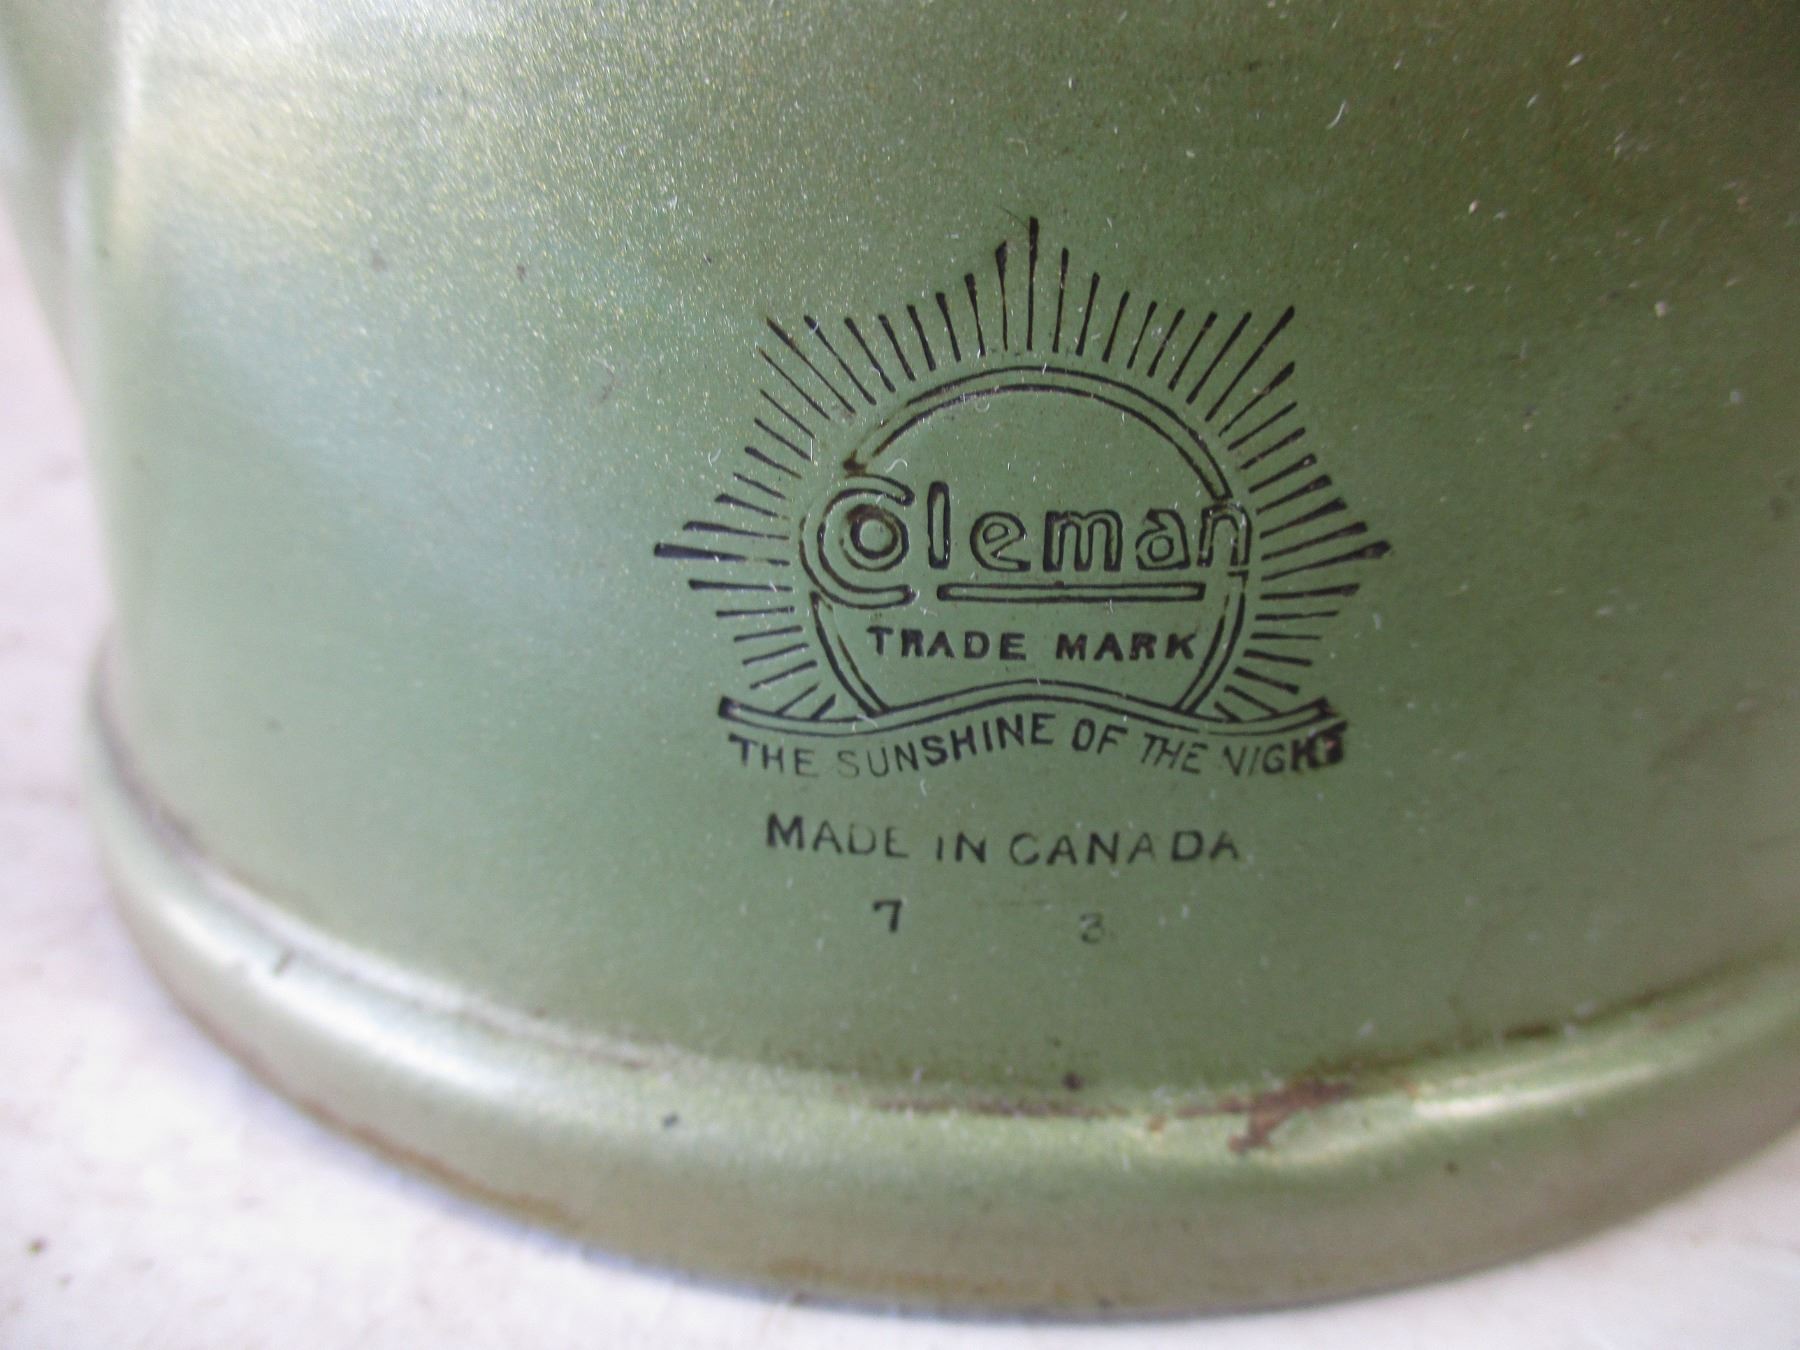 Coleman
TRADE MARK
THE SUNSHINE OF THE NIGHT
MADE IN CANADA
7 3